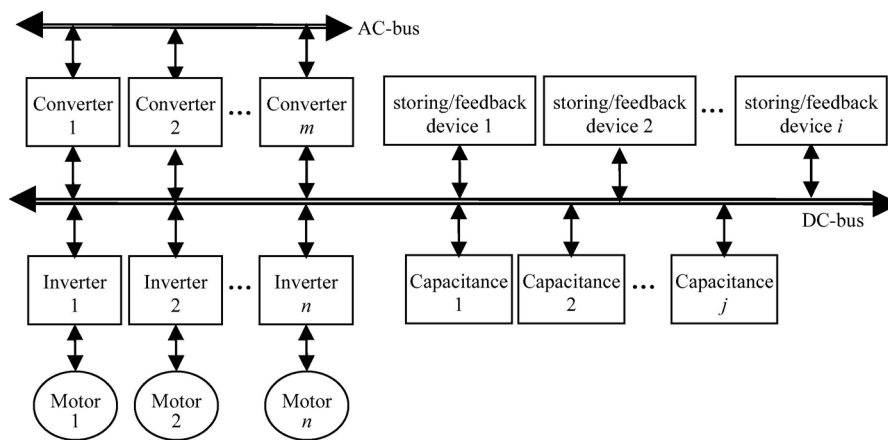 AC-bus
Converter
1
Converter
2
...
Converter
m
storing/feedback
device 1
storing/feedback
device 2
...
storing/feedback
device i
DC-bus
Inverter
1
Inverter
2
...
Inverter
n
Capacitance
1
Capacitance
2
...
Capacitance
j
Motor
1
Motor
2
Motor
n